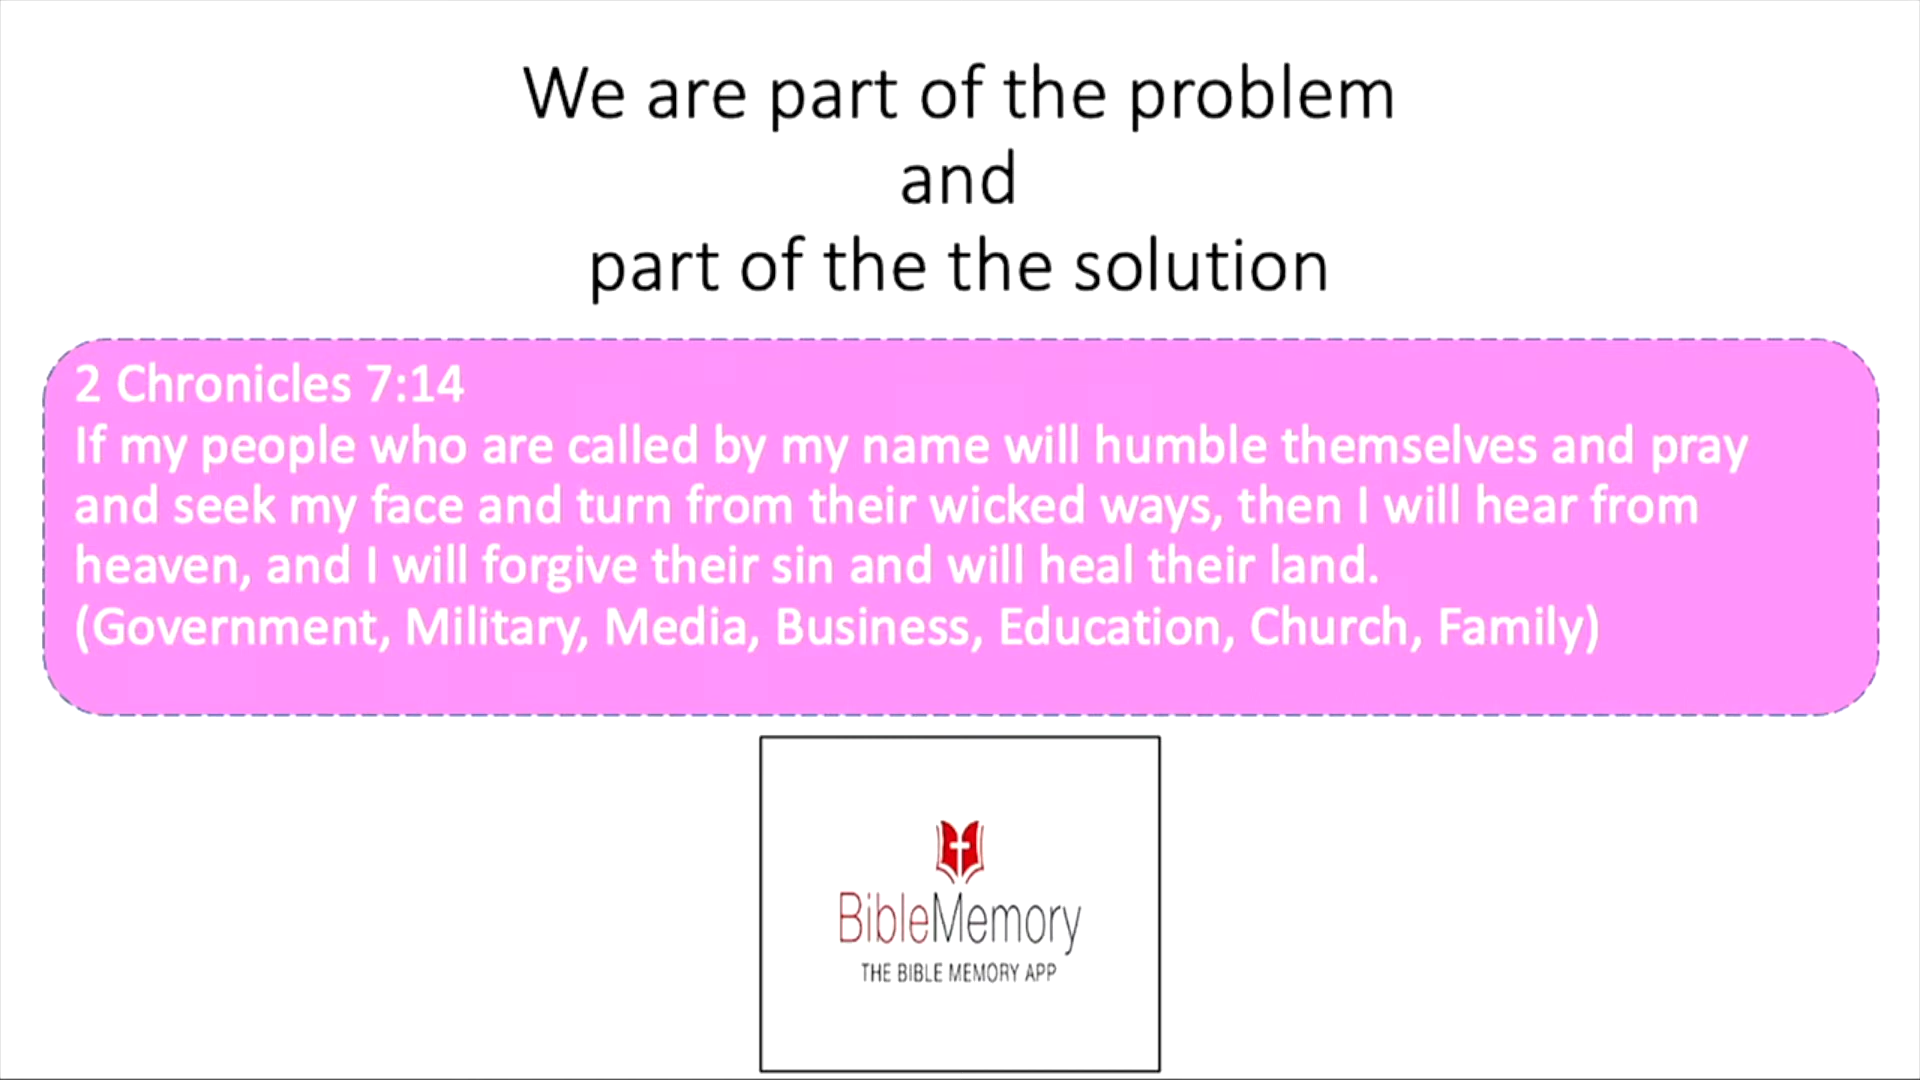 We are part of the problem
and
part of the the solution
2 Chronicles 7:14
If my people who are called by my name will humble themselves and pray
and seek my face and turn from their wicked ways, then I will hear from
heaven, and I will forgive their sin and will heal their land.
(Government, Military, Media, Business, Education, Church, Family)
BibleMemory
THE BIBLE MEMORY APP